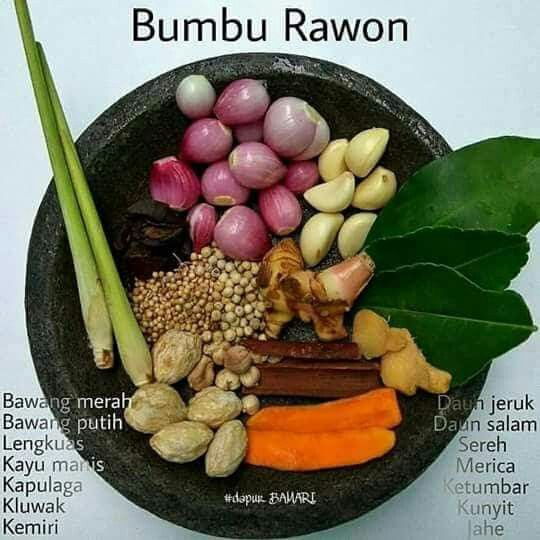 Bumbu Rawon
Bawang merah
Bawang putih
Lengkuas
Kayu manis
Kapulaga
Kluwak
Kemiri
Daun jeruk
Daun salam
Sereh
Merica
Ketumbar
Kunyit
Jahe
#dapur BAMARI